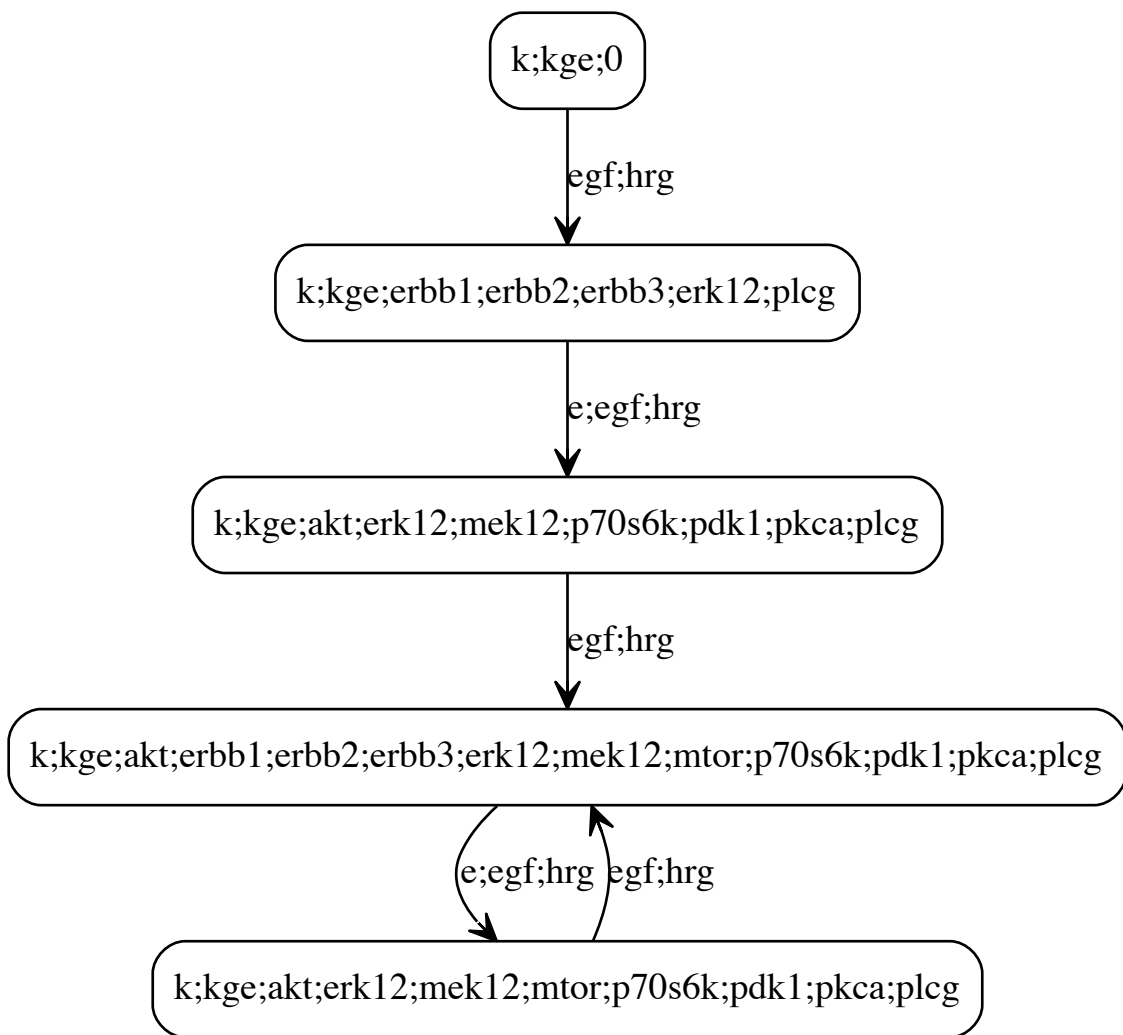 k;kge;0
egf;hrg
k;kge;erbb1;erbb2;erbb3;erk12;plcg
e;egf;hrg
k;kge;akt;erk12;mek12;p70s6k;pdk1;pkca;plcg
egf;hrg
k;kge;akt;erbb1;erbb2;erbb3;erk12;mek12;mtor;p70s6k;pdk1;pkca;plcg
e;egf;hrg
egf;hrg
k;kge;akt;erk12;mek12;mtor;p70s6k;pdk1;pkca;plcg